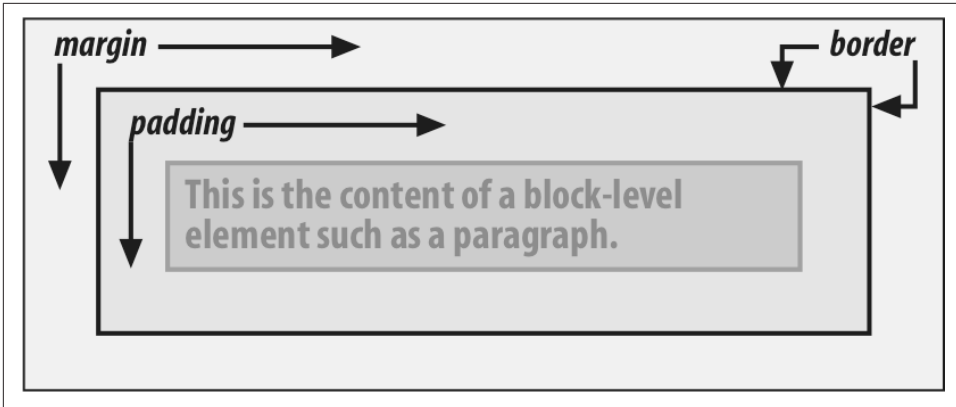 margin
border
padding
This is the content of a block-level
element such as a paragraph.